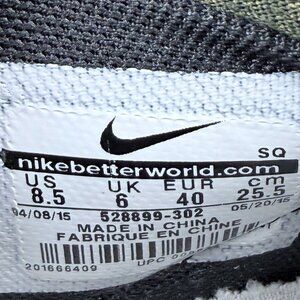 SQ
nikebetterworld.com
US UK EUR cm
8.5 6 40 25.5
04/08/15 528899-302 05/20/15
MADE IN CHINA
FABRIQUE EN CHINE
UPC
201666409